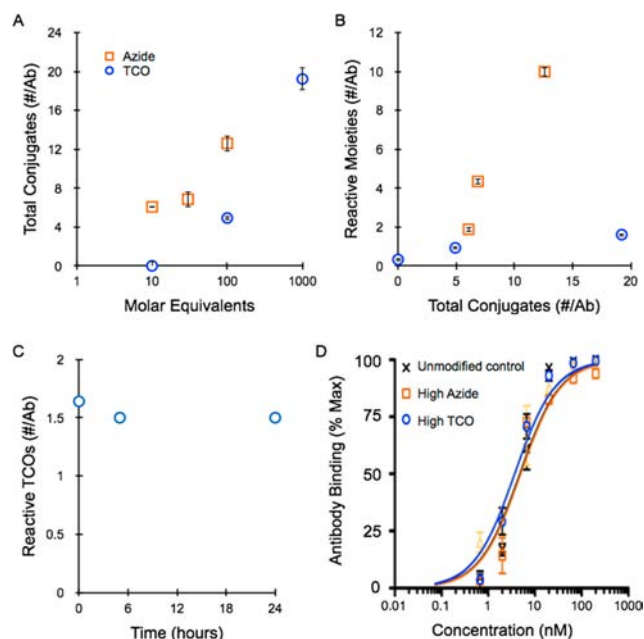 A
Total Conjugates (#/Ab)
24
20
16
12
8
4
0
Azide
TCO
1
10
100
1000
Molar Equivalents
B
Reactive Moieties (#/Ab)
12
10
8
6
4
2
0
0
5
10
15
20
Total Conjugates (#/Ab)
C
Reactive TCOs (#/Ab)
2
1.5
1
0.5
0
0
6
12
18
24
Time (hours)
D
Antibody Binding (% Max)
100
75
50
25
0
Unmodified control
High Azide
High TCO
0.01
0.1
1
10
100
1000
Concentration (nM)